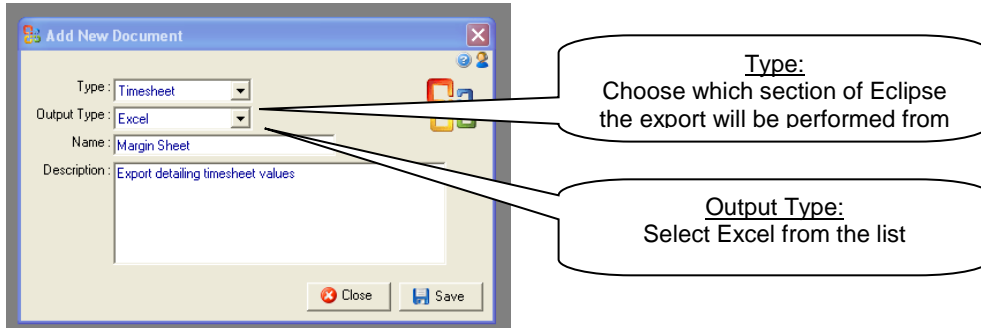 Add New Document
Type : Timesheet
Output Type : Excel
Name : Margin Sheet
Description : Export detailing timesheet values
Close Save
Type:
Choose which section of Eclipse
the export will be performed from
Output Type:
Select Excel from the list